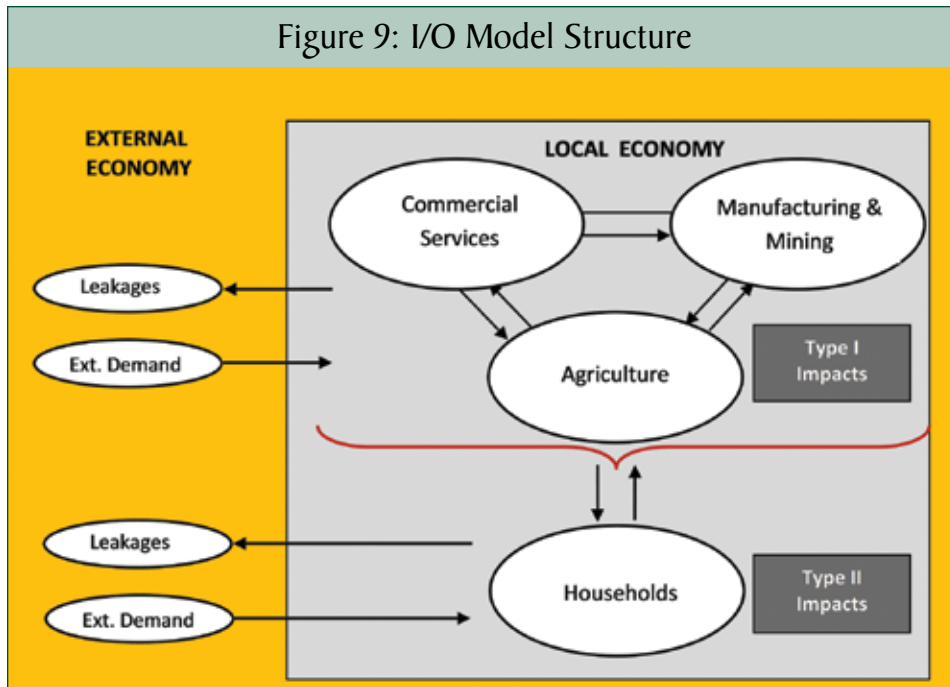 Figure 9: I/O Model Structure
EXTERNAL
ECONOMY
LOCAL ECONOMY
Commercial
Services
Manufacturing &
Mining
Leakages
Ext. Demand
Agriculture
Type I
Impacts
Leakages
Ext. Demand
Households
Type II
Impacts